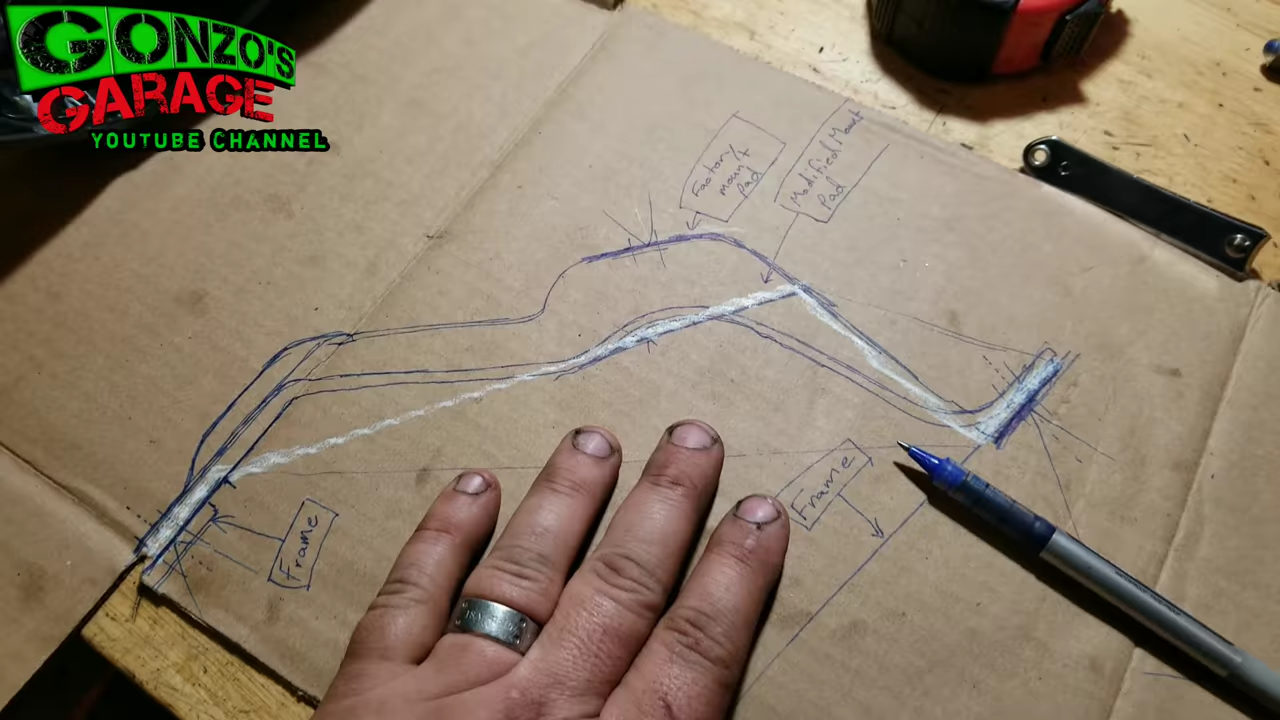 GONZO'S
GARAGE
YOUTUBE CHANNEL
Factory
mount
Pad
Modified Mount
Pad
Frame
Frame